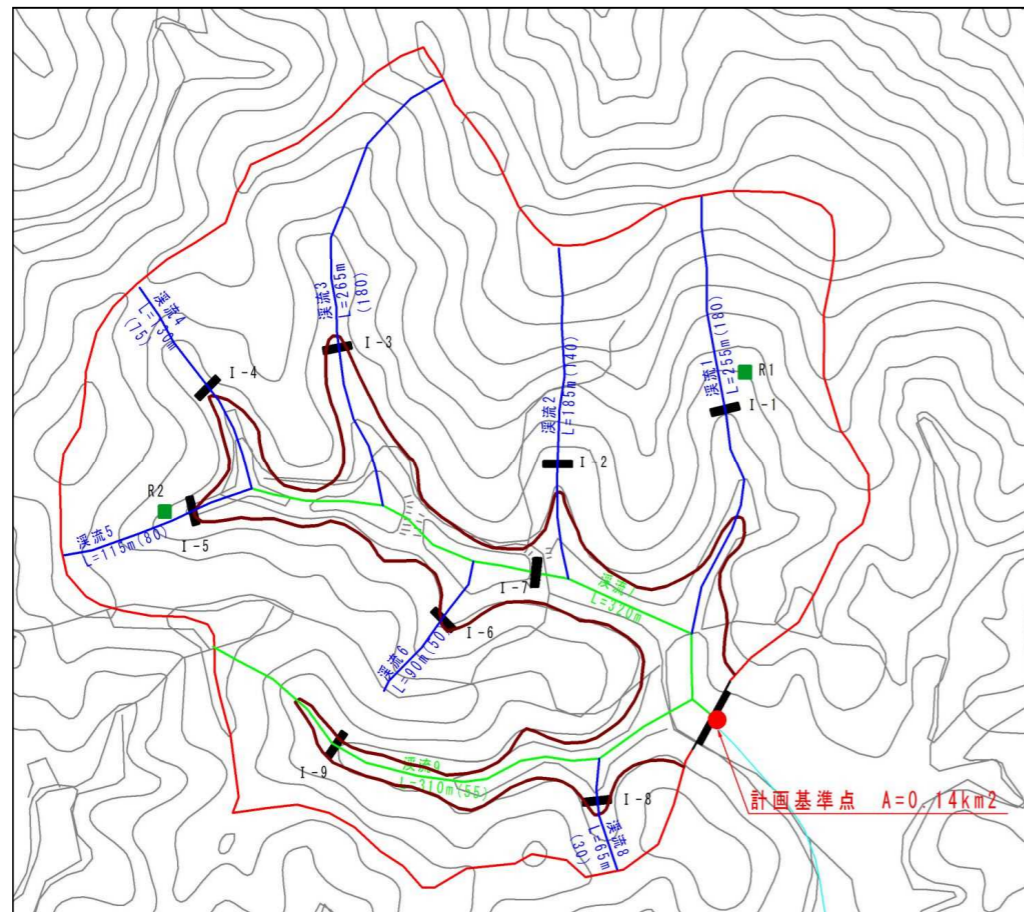 渓流3
L=265m
(180)
渓流4
L=130m
(75)
I-3
I-4
渓流1
L=255m(180)
R1
I-1
渓流2
L=185m(140)
I-2
R2
I-5
渓流5
L=115m(80)
I-7
渓流7
L=320m
I-6
渓流6
L=90m(50)
I-9
渓流9
L=310m(55)
I-8
渓流8
L=65m
(30)
計画基準点 A=0.14km2